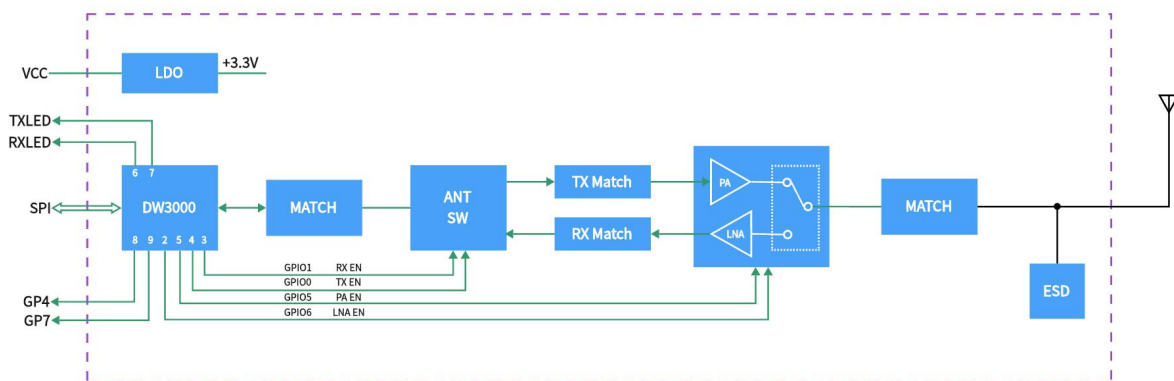 VCC
LDO
+3.3V
TXLED
RXLED
6 7
SPI
DW3000
MATCH
ANT
SW
TX Match
RX Match
PA
LNA
MATCH
8 9 2 5 4 3
GPIO1 RX EN
GPIO0 TX EN
GPIO5 PA EN
GPIO6 LNA EN
GP4
GP7
ESD